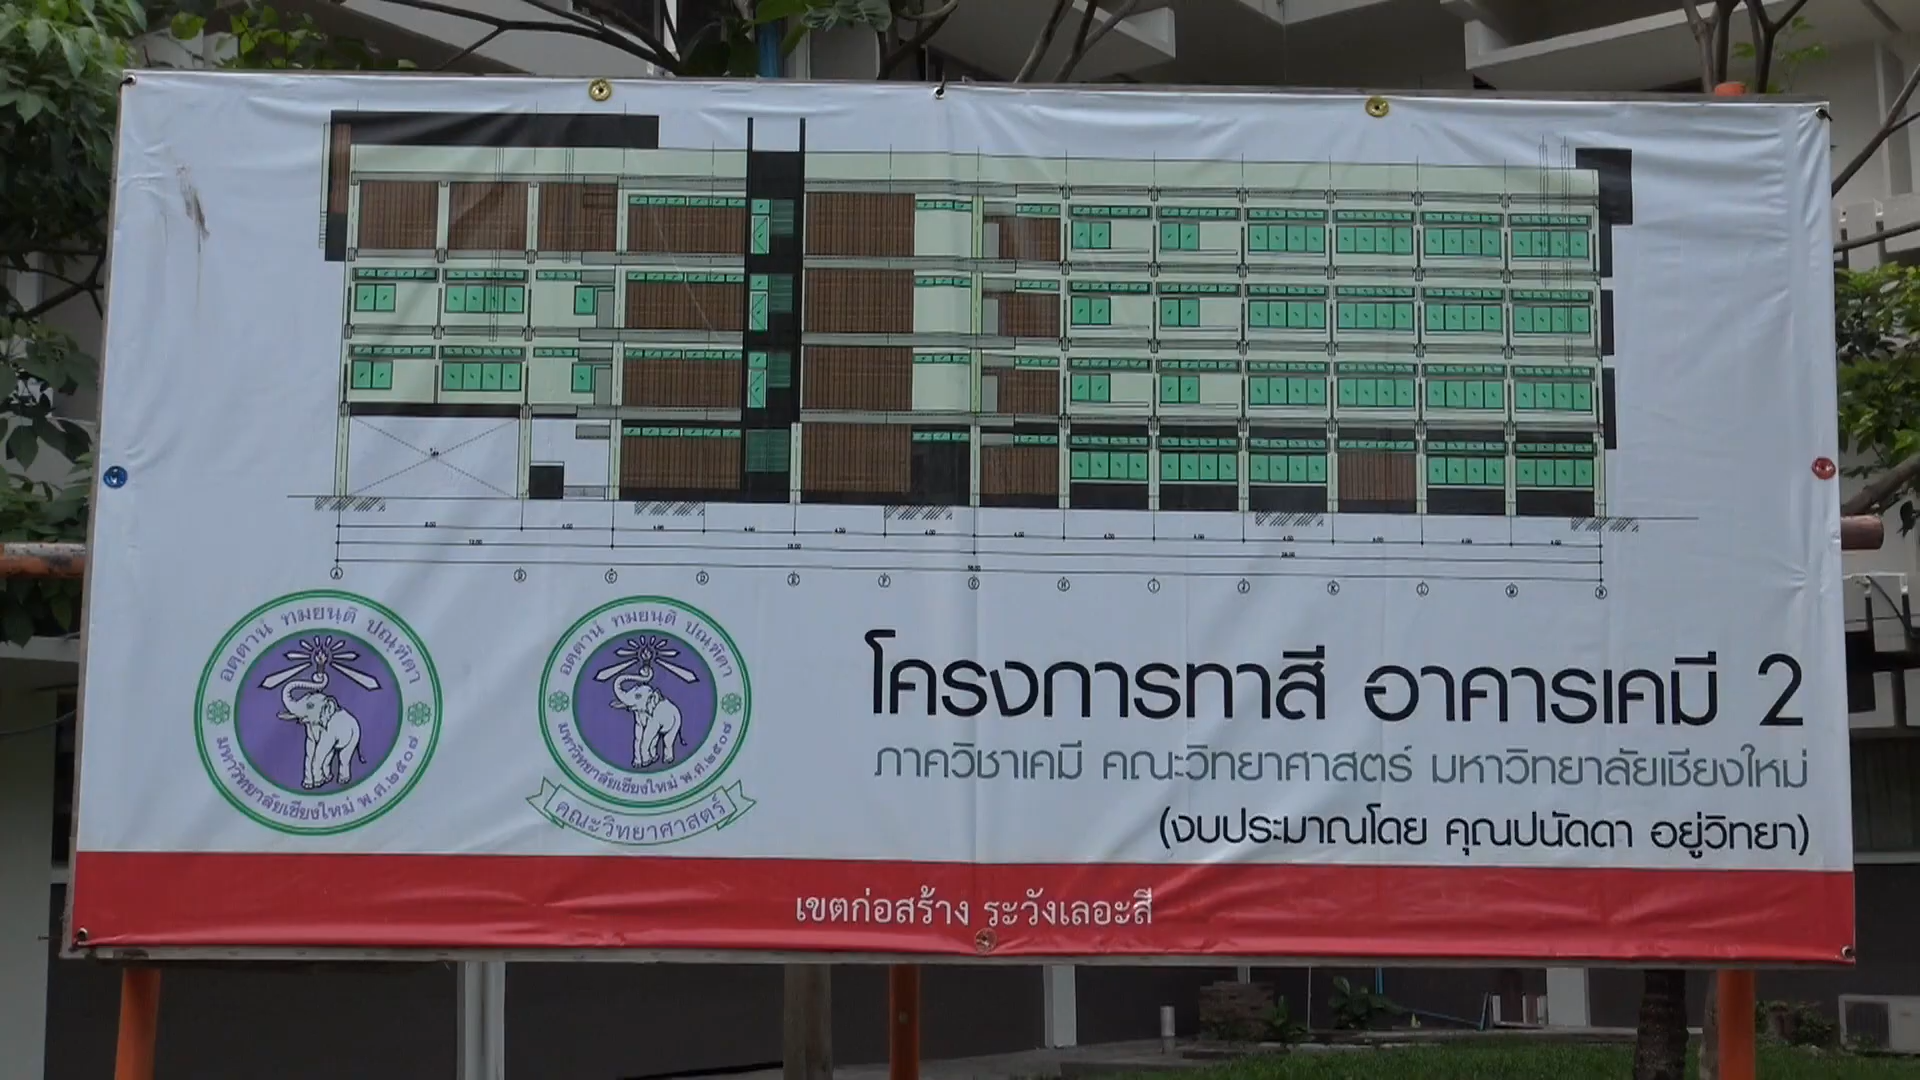 อตฺตานํ ทมยนฺติ ปณฺฑิตา
มหาวิทยาลัยเชียงใหม่ พ.ศ.๒๕๐๗
อตฺตานํ ทมยนฺติ ปณฺฑิตา
มหาวิทยาลัยเชียงใหม่ พ.ศ.๒๕๐๗
คณะวิทยาศาสตร์
โครงการทาสี อาคารเคมี 2
ภาควิชาเคมี คณะวิทยาศาสตร์ มหาวิทยาลัยเชียงใหม่
(งบประมาณโดย คุณปนัดดา อยู่วิทยา)
เขตก่อสร้าง ระวังเลอะสี